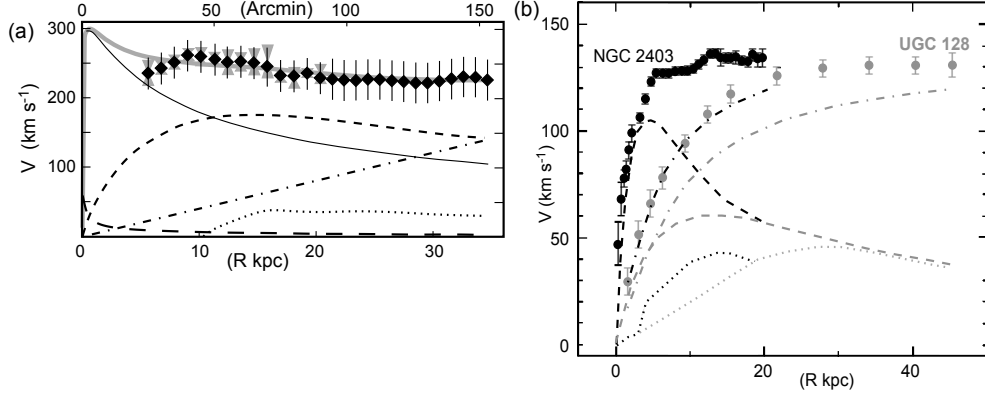 0 50 (Arcmin) 100 150
(a)
300
200
100
V (km s⁻¹)
0 10 20 30
(R kpc)
(b)
150
100
50
0
V (km s⁻¹)
NGC 2403
UGC 128
0 20 40
(R kpc)